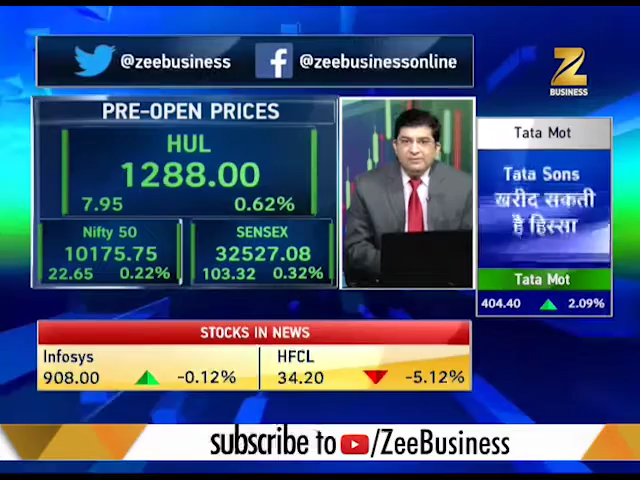 @zeebusiness
@zeebusinessonline
Z
BUSINESS
PRE-OPEN PRICES
HUL
1288.00
7.95 0.62%
Nifty 50
10175.75
22.65 0.22%
SENSEX
32527.08
103.32 0.32%
Tata Mot
Tata Sons
खरीद सकती
है हिस्सा
Tata Mot
404.40 2.09%
STOCKS IN NEWS
Infosys
908.00 -0.12%
HFCL
34.20 -5.12%
subscribe to /ZeeBusiness